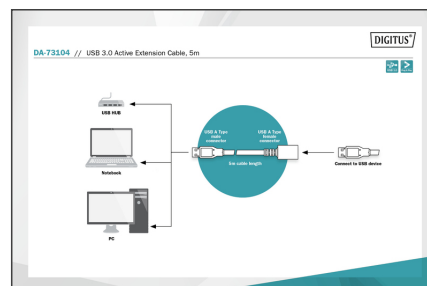 DIGITUS®
DA-73104 // USB 3.0 Active Extension Cable, 5m
USB HUB
USB A Type
male
connector
USB A Type
female
connector
5m cable length
Notebook
Connect to USB device
PC